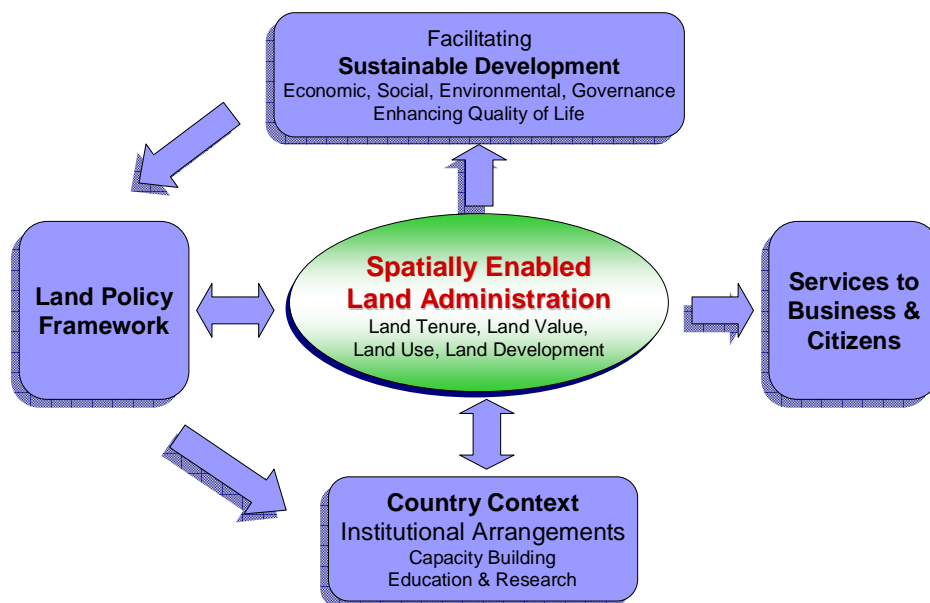 Facilitating
Sustainable Development
Economic, Social, Environmental, Governance
Enhancing Quality of Life
Land Policy
Framework
Spatially Enabled
Land Administration
Land Tenure, Land Value,
Land Use, Land Development
Services to
Business &
Citizens
Country Context
Institutional Arrangements
Capacity Building
Education & Research